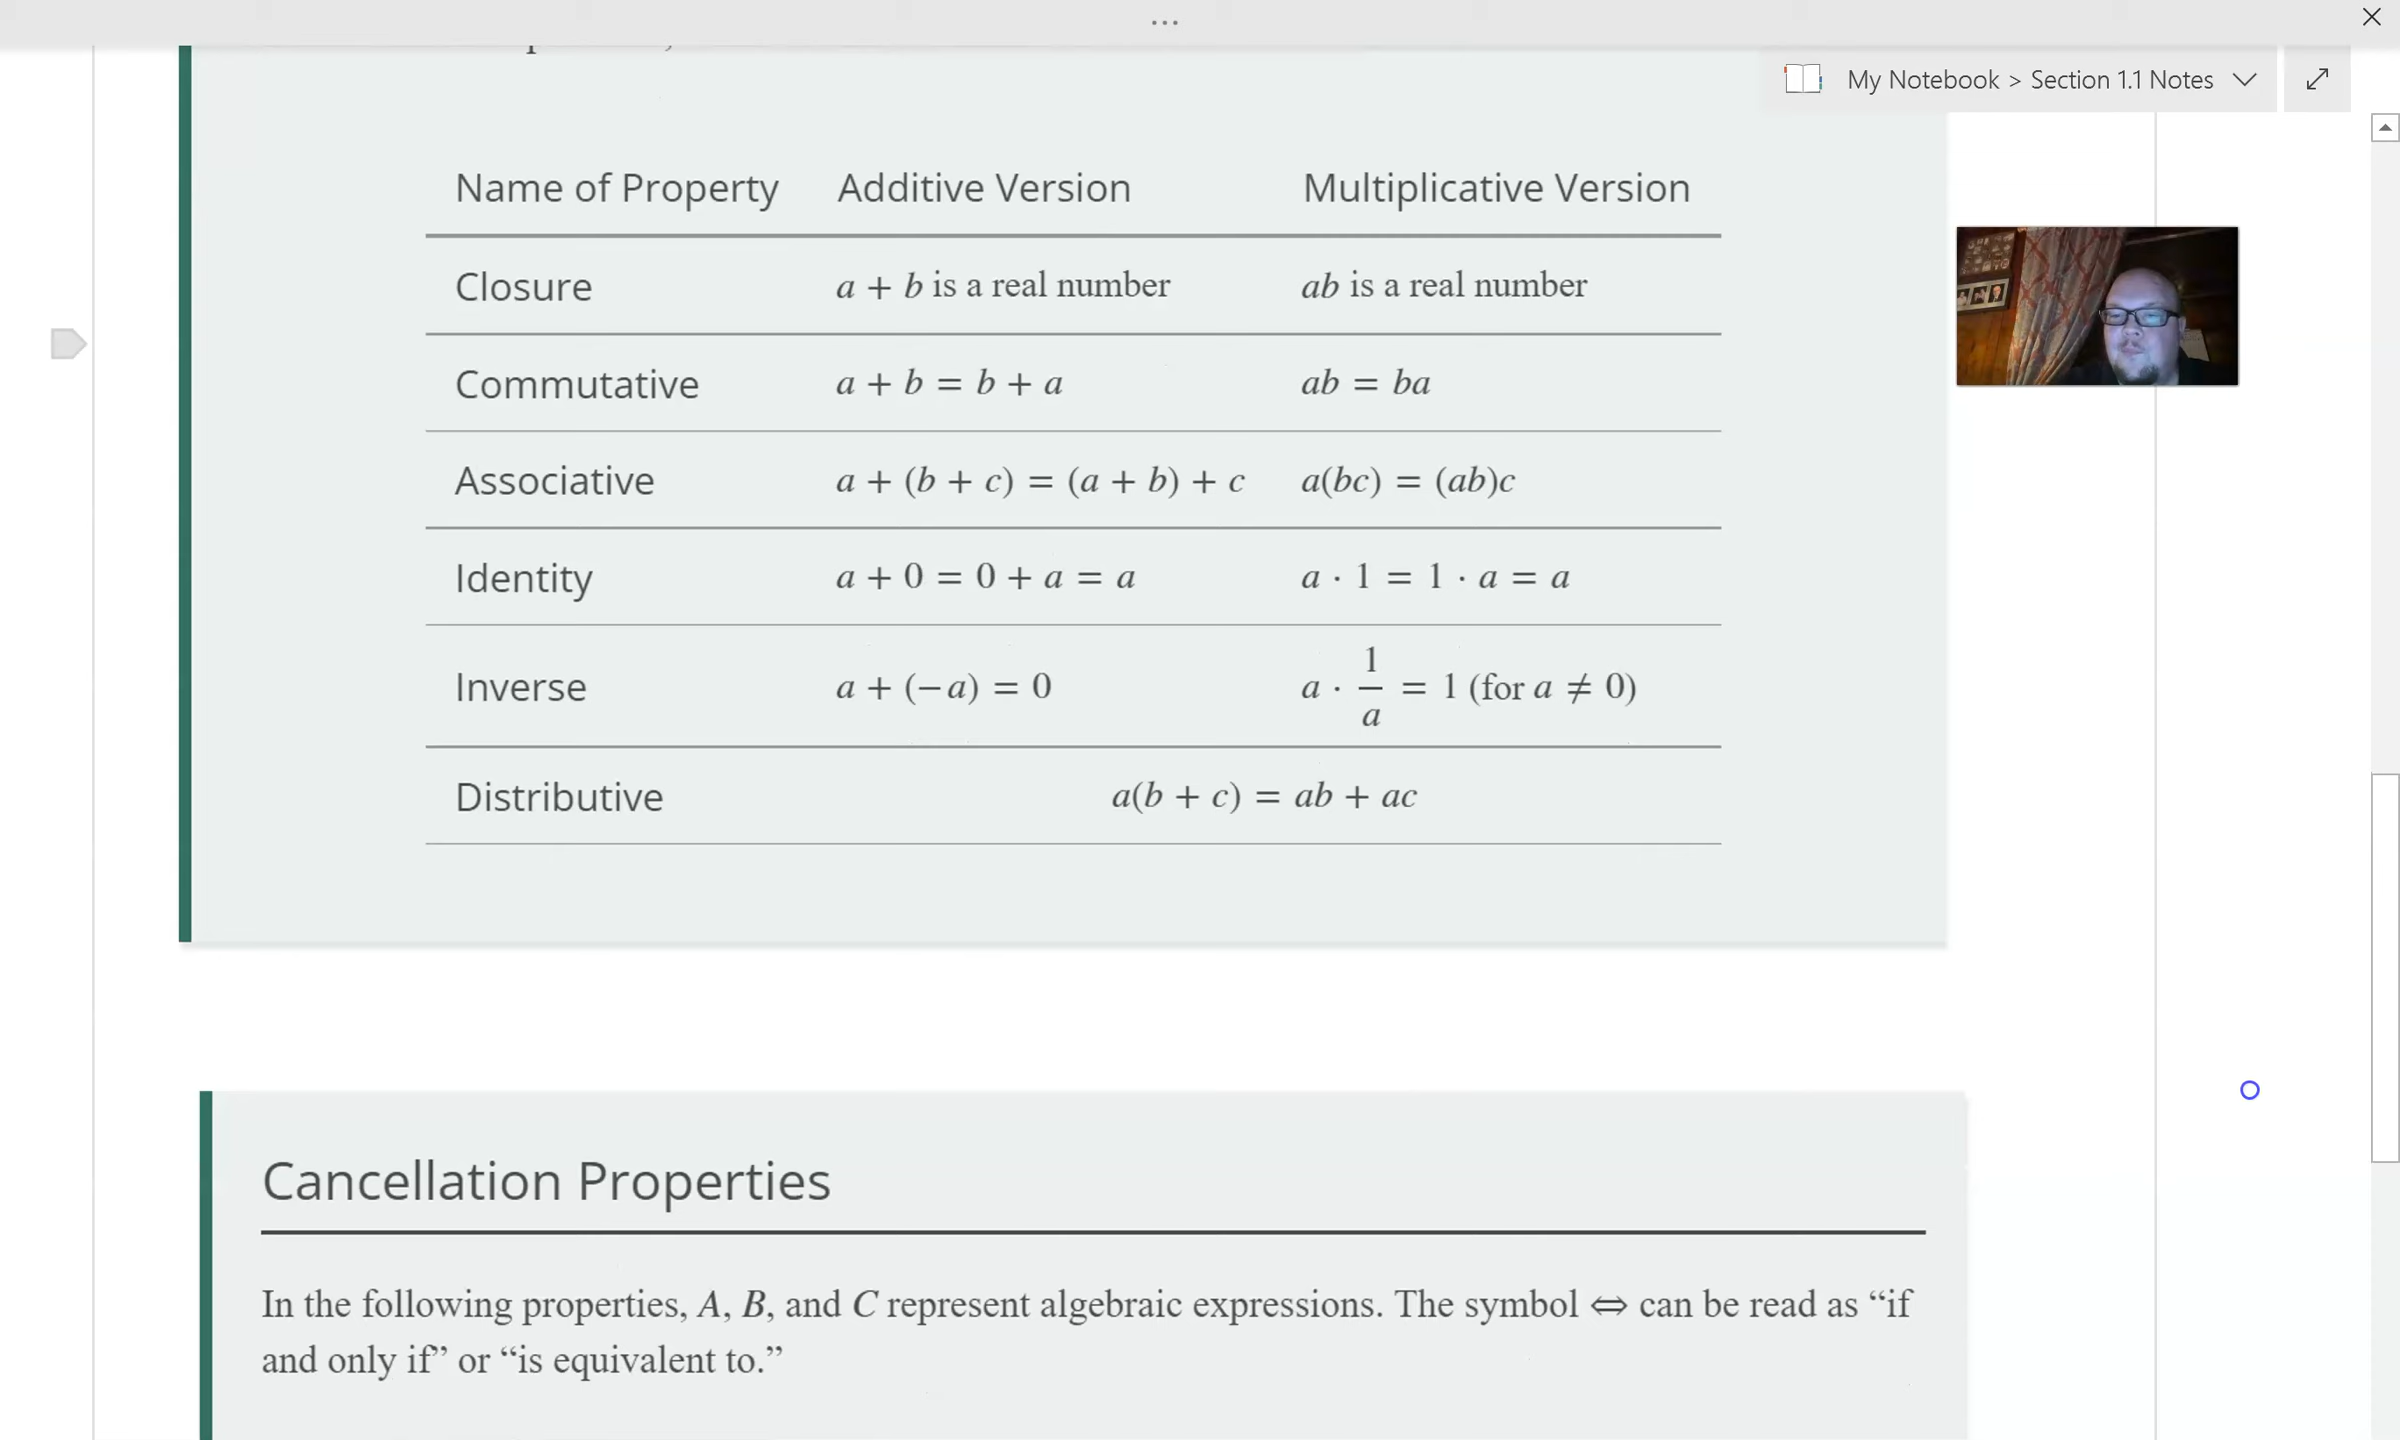 ...
My Notebook > Section 1.1 Notes
Name of Property Additive Version Multiplicative Version
Closure a + b is a real number ab is a real number
Commutative a + b = b + a ab = ba
Associative a + (b + c) = (a + b) + c a(bc) = (ab)c
Identity a + 0 = 0 + a = a a · 1 = 1 · a = a
Inverse a + (−a) = 0 a · 1/a = 1 (for a ≠ 0)
Distributive a(b + c) = ab + ac
Cancellation Properties
In the following properties, A, B, and C represent algebraic expressions. The symbol ⇔ can be read as “if
and only if” or “is equivalent to.”